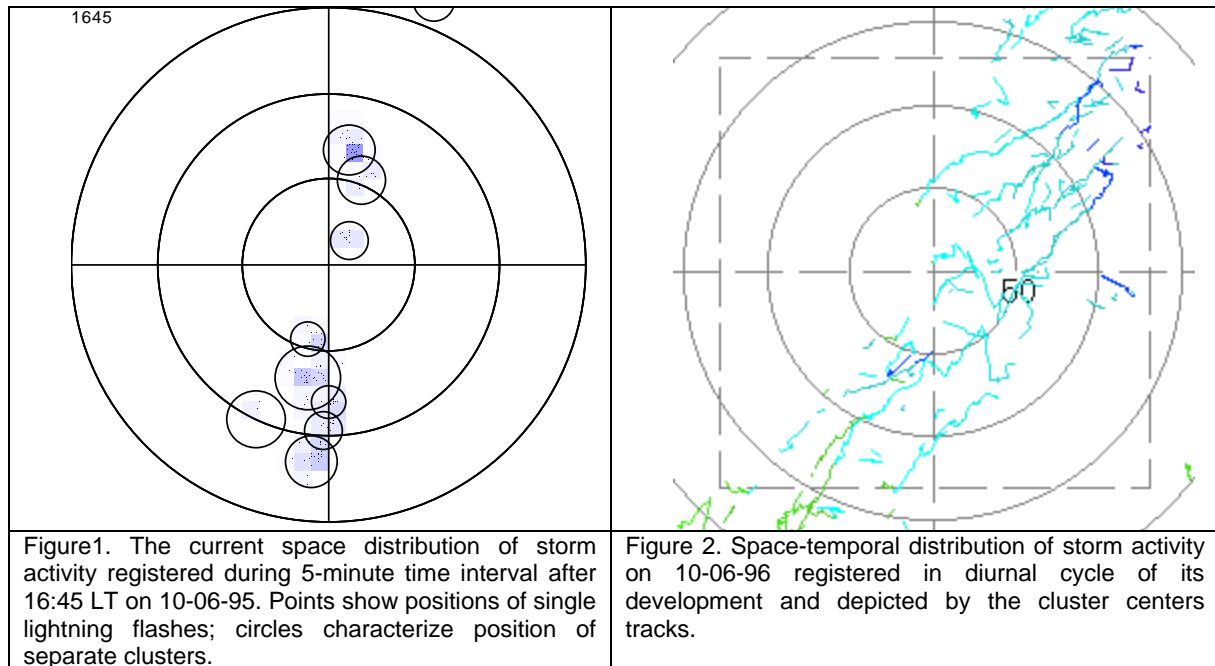 1645
50
Figure1. The current space distribution of storm
activity registered during 5-minute time interval after
16:45 LT on 10-06-95. Points show positions of single
lightning flashes; circles characterize position of
separate clusters.
Figure 2. Space-temporal distribution of storm activity
on 10-06-96 registered in diurnal cycle of its
development and depicted by the cluster centers
tracks.